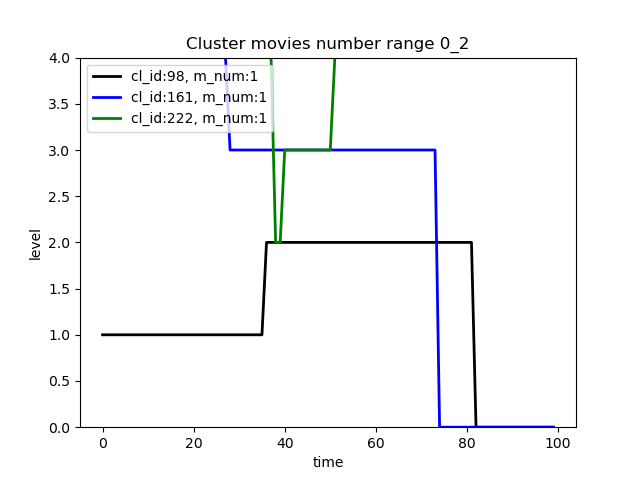 Cluster movies number range 0_2
cl_id:98, m_num:1
cl_id:161, m_num:1
cl_id:222, m_num:1
4.0
3.5
3.0
2.5
2.0
1.5
1.0
0.5
0.0
level
0 20 40 60 80 100
time